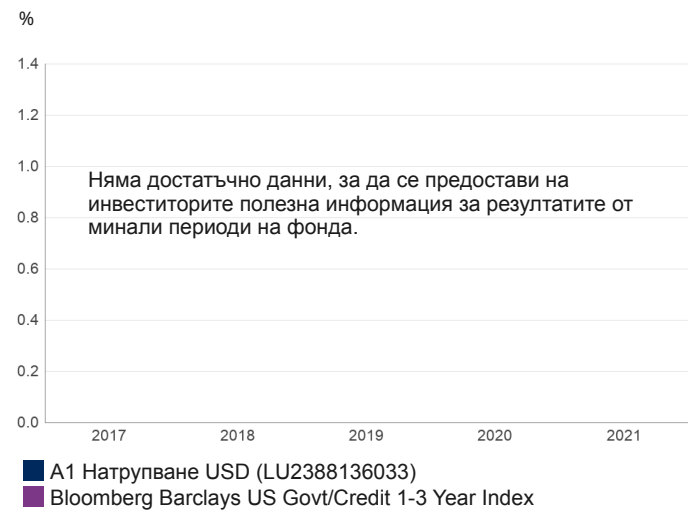 %
1.4
1.2
1.0
Няма достатъчно данни, за да се предостави на
инвеститорите полезна информация за резултатите от
0.8
минали периоди на фонда.
0.6
0.4
0.2
0.0
2017 2018 2019 2020 2021
A1 Натрупване USD (LU2388136033)
Bloomberg Barclays US Govt/Credit 1-3 Year Index